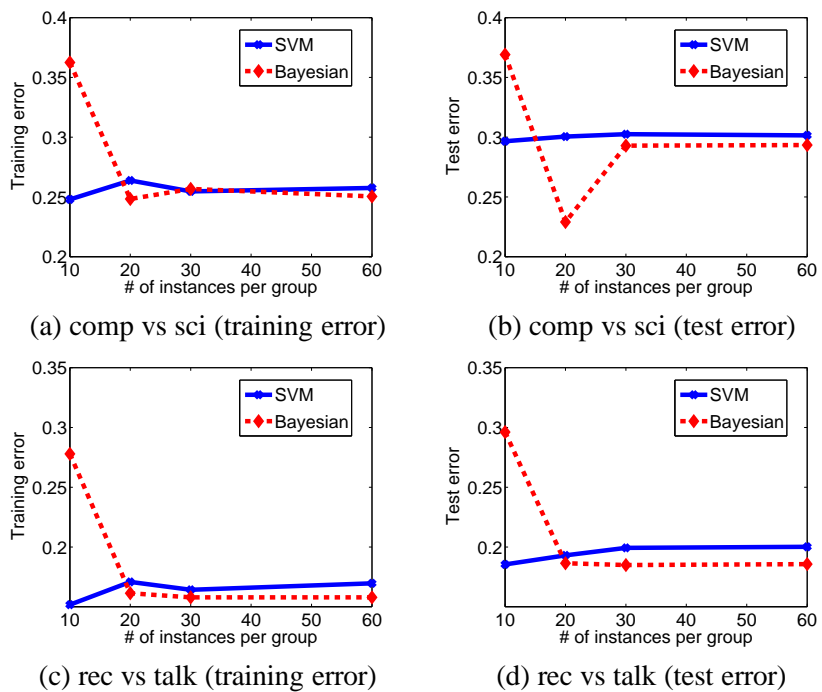 0.4
0.35
0.3
0.25
0.2
Training error
SVM
Bayesian
10 20 30 40 50 60
# of instances per group
(a) comp vs sci (training error)
0.4
0.35
0.3
0.25
0.2
Test error
SVM
Bayesian
10 20 30 40 50 60
# of instances per group
(b) comp vs sci (test error)
0.35
0.3
0.25
0.2
Training error
SVM
Bayesian
10 20 30 40 50 60
# of instances per group
(c) rec vs talk (training error)
0.35
0.3
0.25
0.2
Test error
SVM
Bayesian
10 20 30 40 50 60
# of instances per group
(d) rec vs talk (test error)